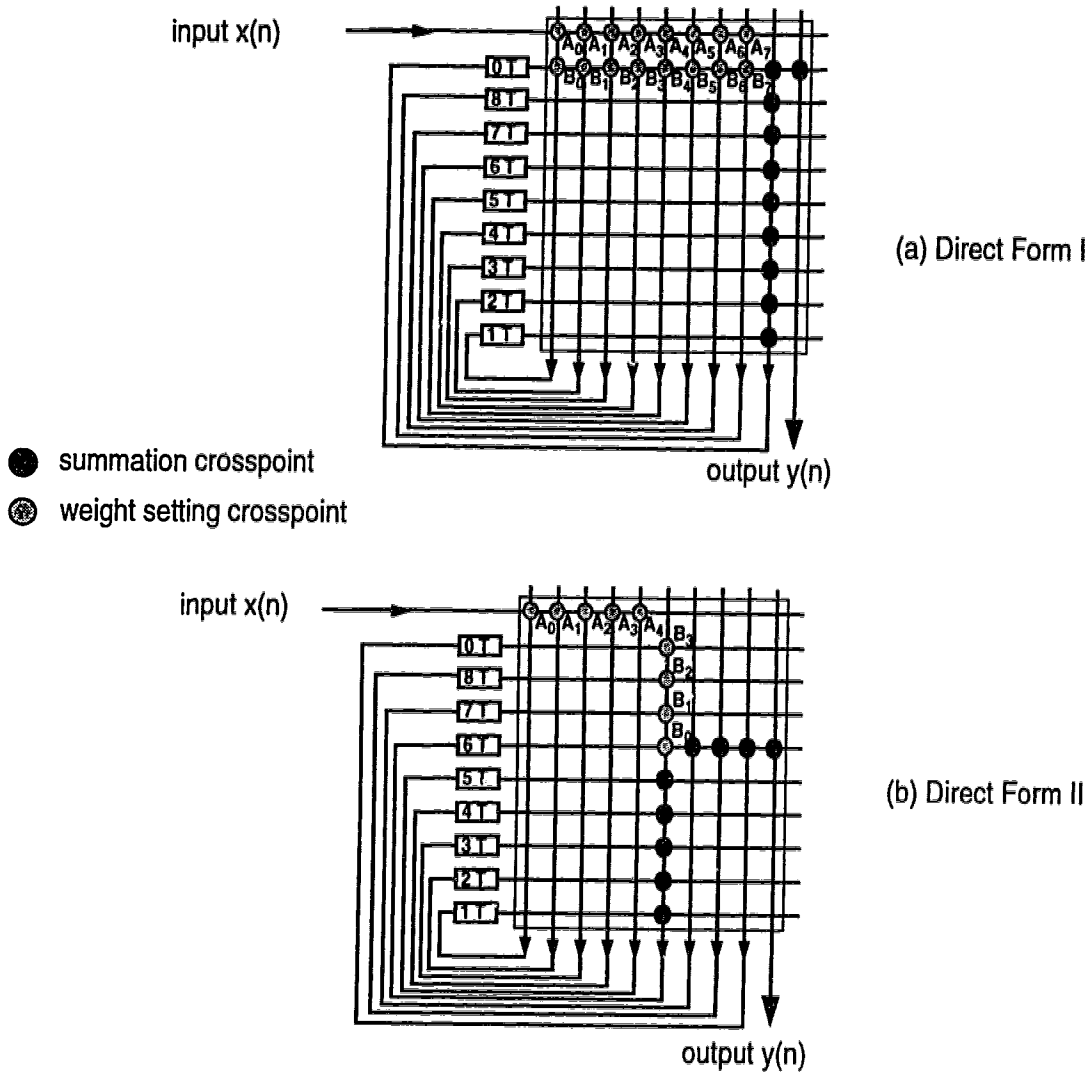 input x(n)
A0 A1 A2 A3 A4 A5 A6 A7
0 T
B0 B1 B2 B3 B4 B5 B6 B7
8 T
7 T
6 T
5 T
4 T
3 T
2 T
1 T
(a) Direct Form I
output y(n)
summation crosspoint
weight setting crosspoint
input x(n)
A0 A1 A2 A3 A4
0 T
B3
8 T
B2
7 T
B1
6 T
B0
5 T
4 T
3 T
2 T
1 T
(b) Direct Form II
output y(n)